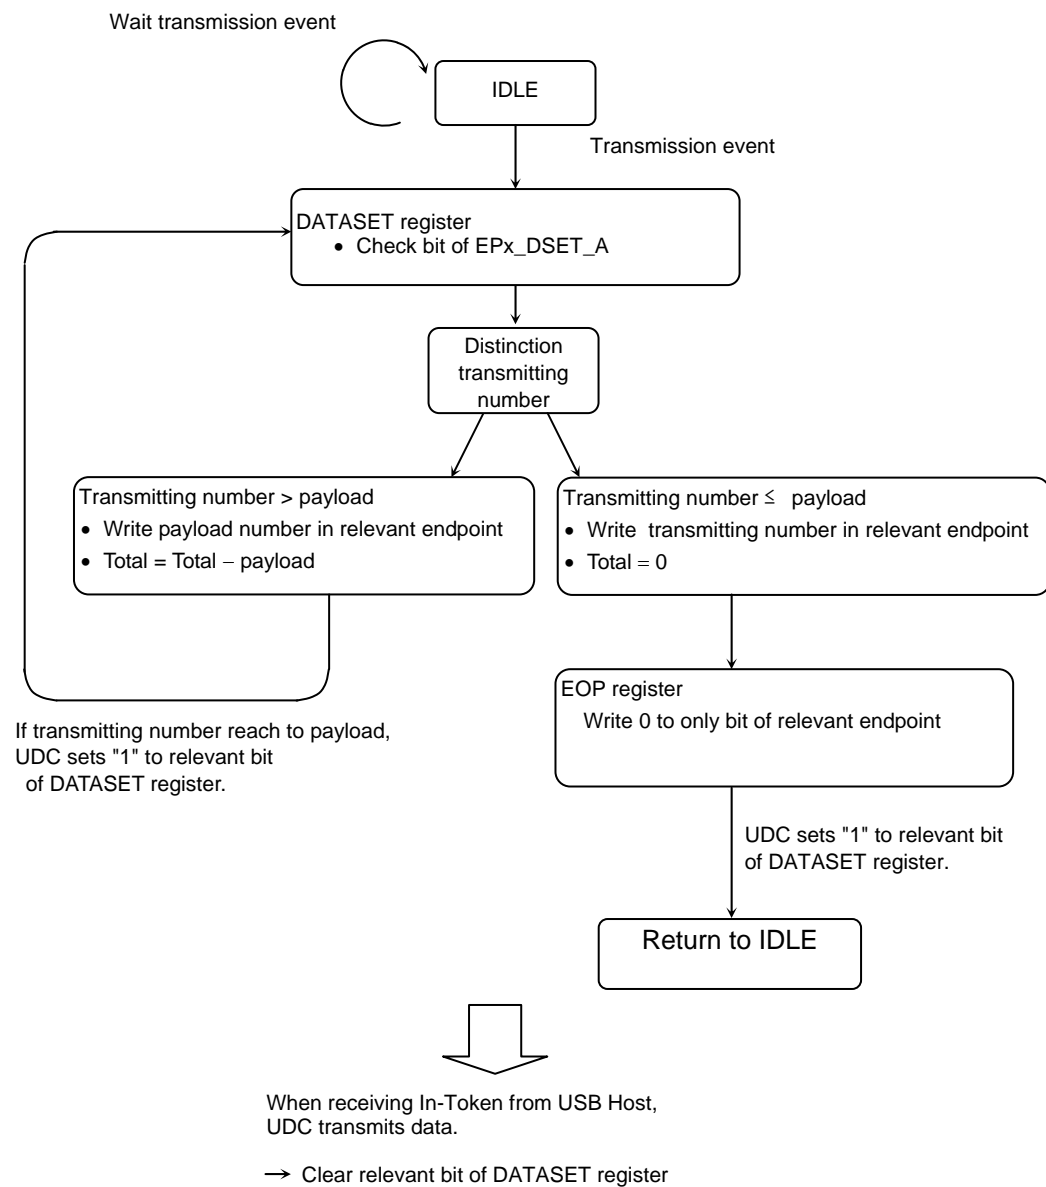 Wait transmission event
IDLE
Transmission event
DATASET register
• Check bit of EPx_DSET_A
Distinction
transmitting
number
Transmitting number > payload
• Write payload number in relevant endpoint
• Total = Total − payload
Transmitting number ≤ payload
• Write transmitting number in relevant endpoint
• Total = 0
If transmitting number reach to payload,
UDC sets "1" to relevant bit
of DATASET register.
EOP register
Write 0 to only bit of relevant endpoint
UDC sets "1" to relevant bit
of DATASET register.
Return to IDLE
When receiving In-Token from USB Host,
UDC transmits data.
→ Clear relevant bit of DATASET register